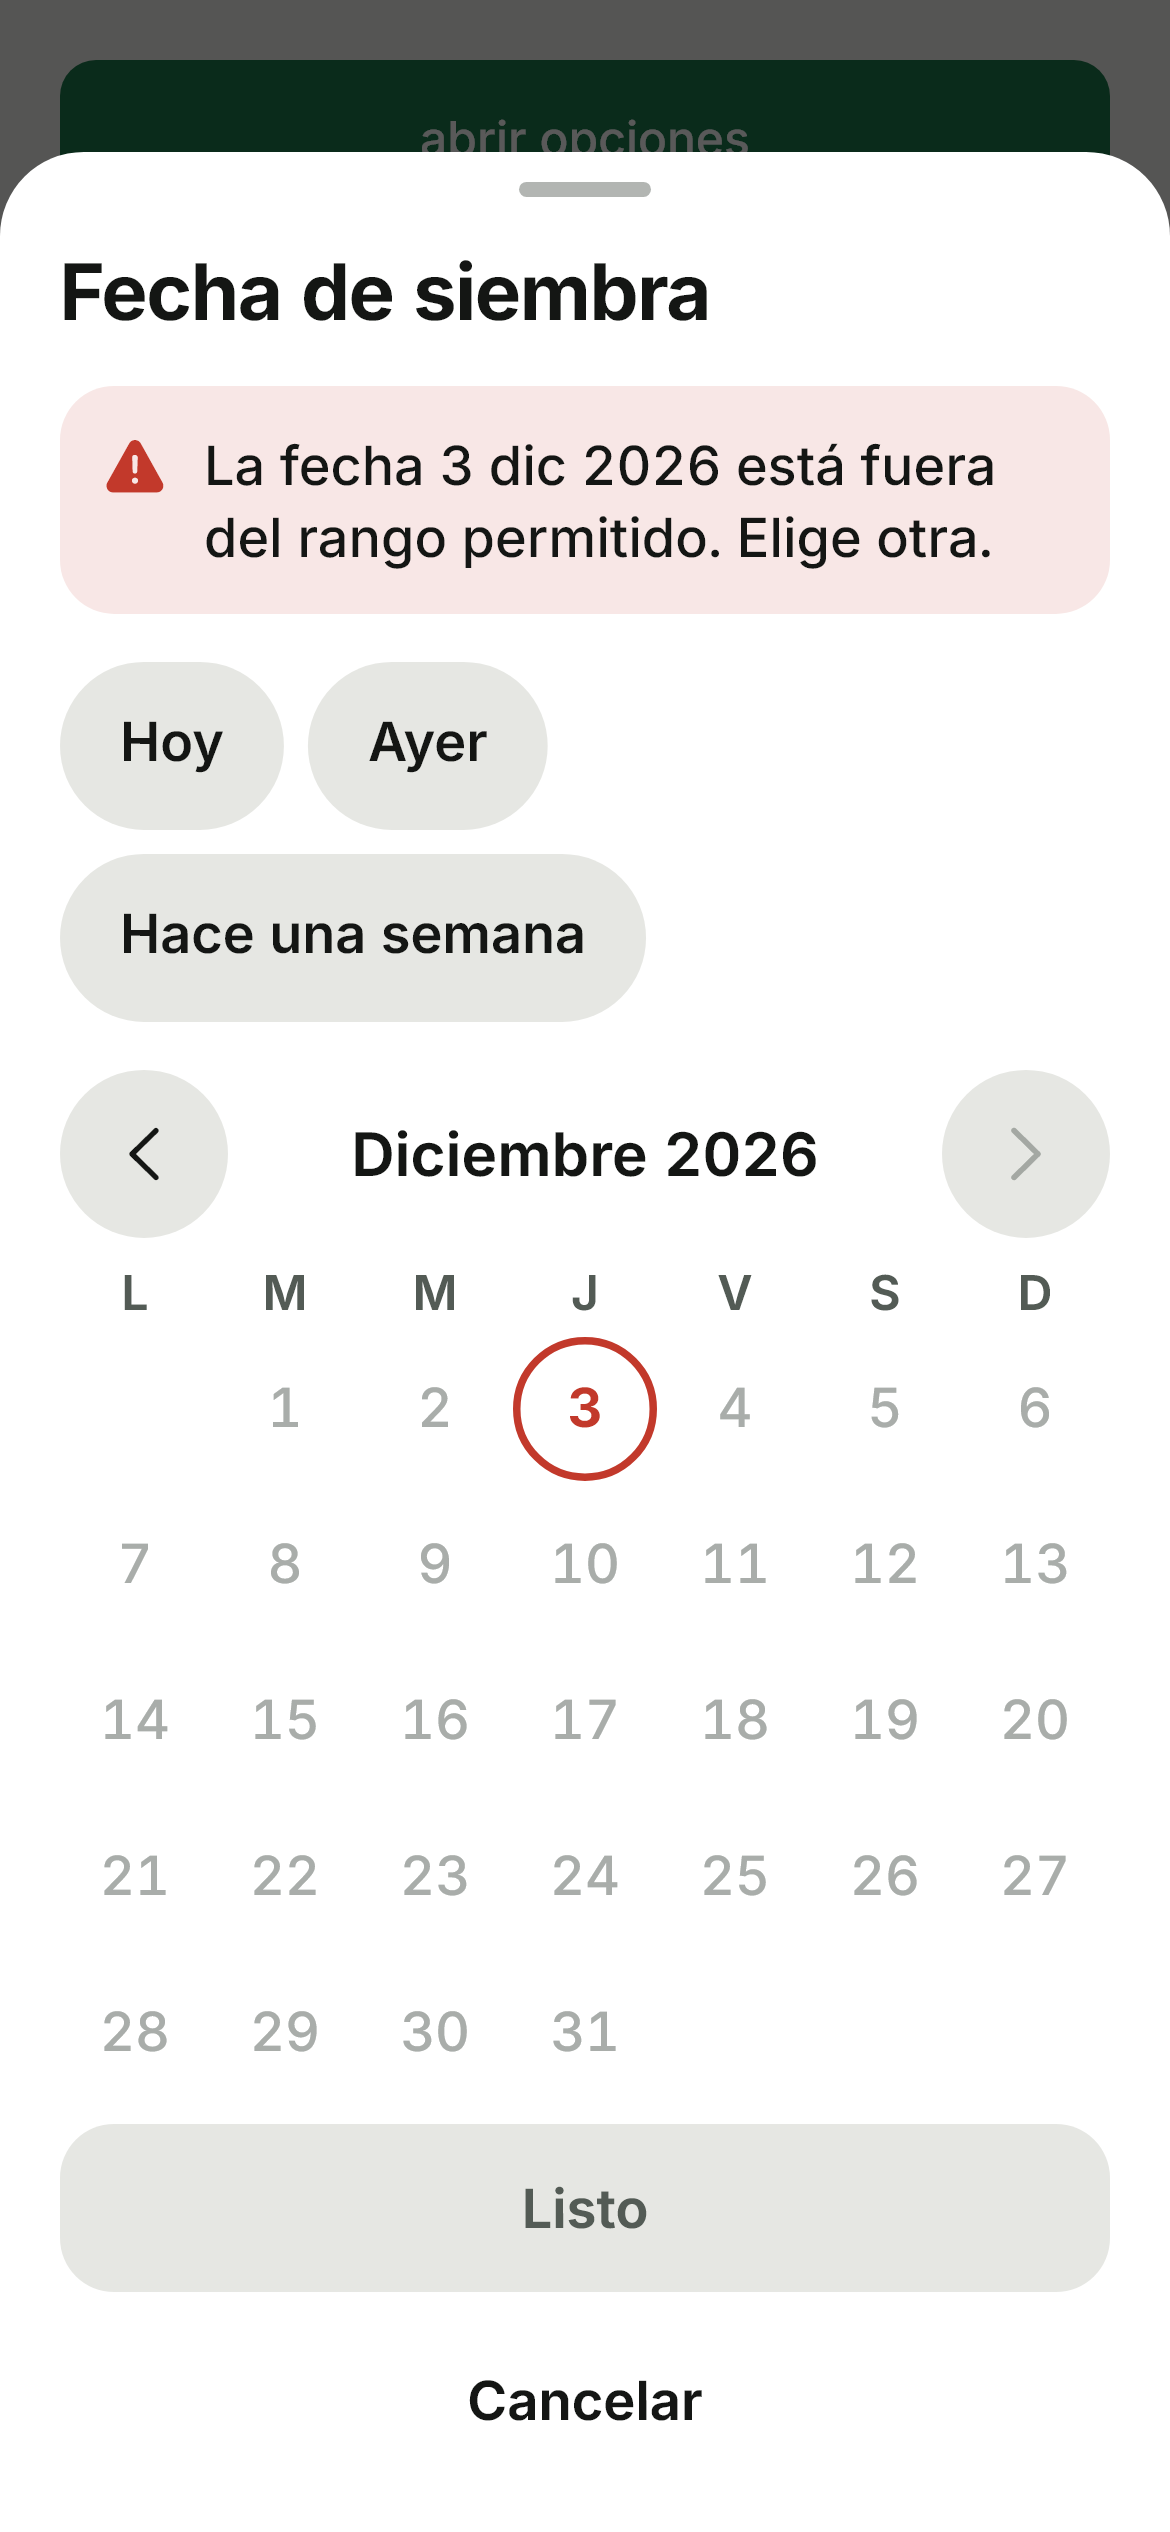 abrir opciones
Fecha de siembra
La fecha 3 dic 2026 está fuera
del rango permitido. Elige otra.
Hoy Ayer
Hace una semana
Diciembre 2026
L M M J V S D
1 2 3 4 5 6
7 8 9 10 11 12 13
14 15 16 17 18 19 20
21 22 23 24 25 26 27
28 29 30 31
Listo
Cancelar